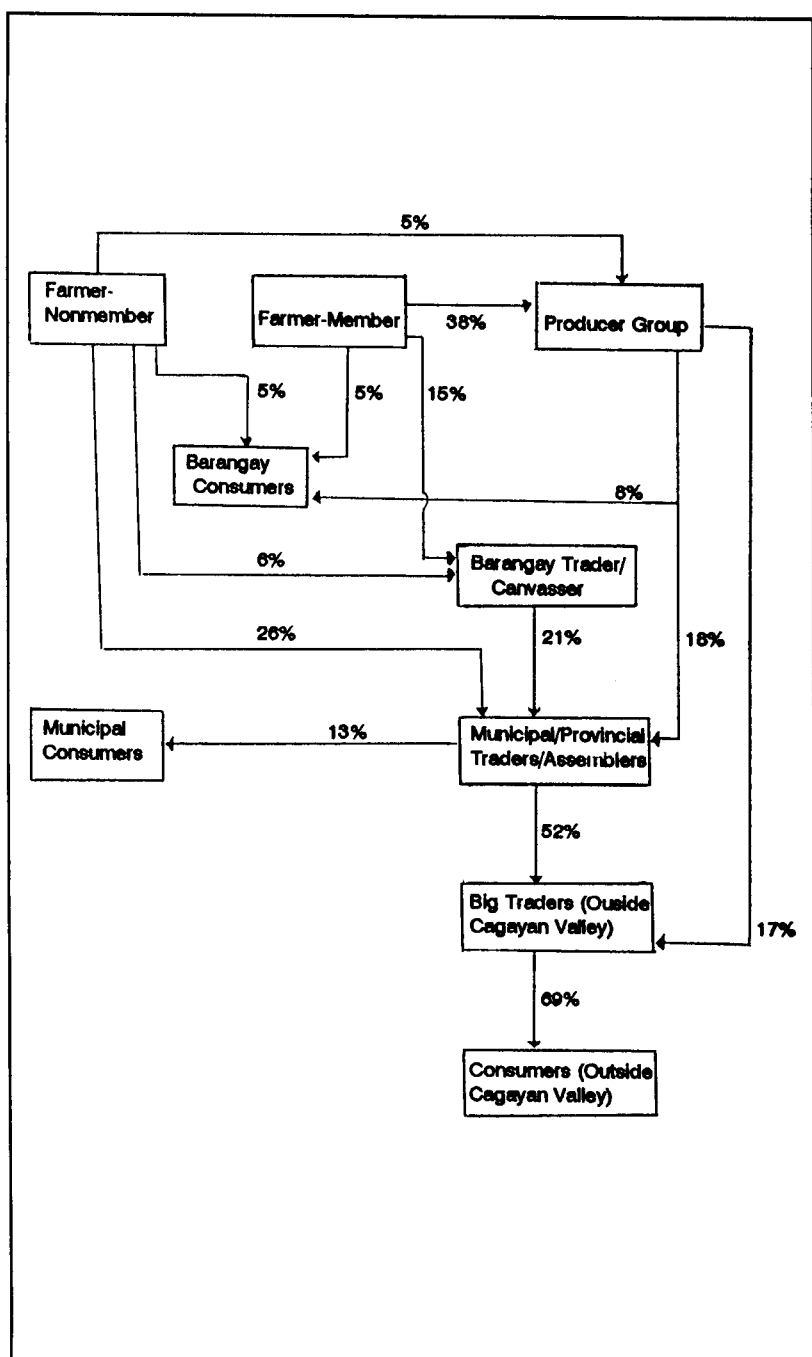 5%
Farmer-
Nonmember
Farmer-Member
38%
Producer Group
5%
5%
15%
Barangay
Consumers
8%
6%
Barangay Trader/
Canvasser
26%
21%
18%
Municipal
Consumers
13%
Municipal/Provincial
Traders/Assemblers
52%
Big Traders (Ouside
Cagayan Valley)
17%
69%
Consumers (Outside
Cagayan Valley)